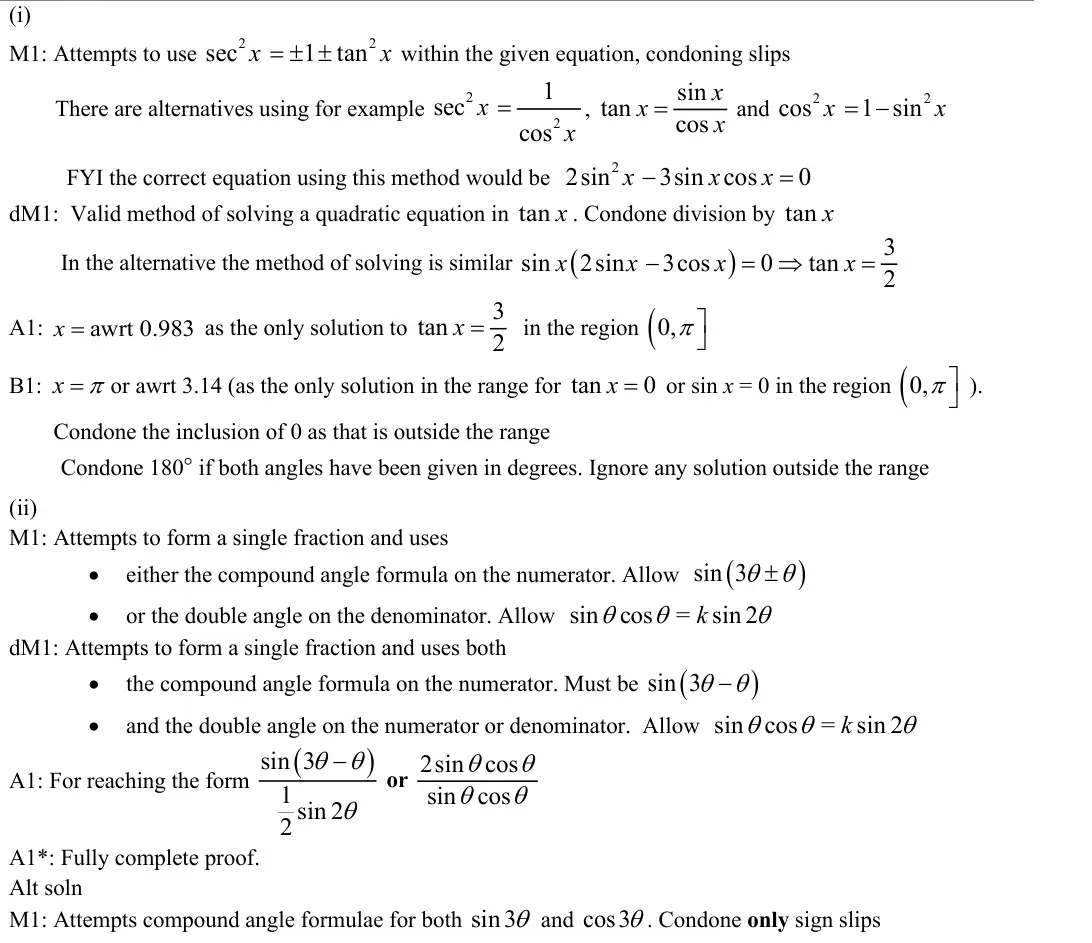 (i)
M1: Attempts to use sec² x = ±1 ± tan² x within the given equation, condoning slips
There are alternatives using for example sec² x = 1/cos² x, tan x = sin x/cos x and cos² x = 1 − sin² x
FYI the correct equation using this method would be 2sin² x − 3sin x cos x = 0
dM1: Valid method of solving a quadratic equation in tan x. Condone division by tan x
In the alternative the method of solving is similar sin x(2sinx − 3cos x) = 0 ⇒ tan x = 3/2
A1: x = awrt 0.983 as the only solution to tan x = 3/2 in the region (0, π]
B1: x = π or awrt 3.14 (as the only solution in the range for tan x = 0 or sin x = 0 in the region (0, π] ).
Condone the inclusion of 0 as that is outside the range
Condone 180° if both angles have been given in degrees. Ignore any solution outside the range
(ii)
M1: Attempts to form a single fraction and uses
• either the compound angle formula on the numerator. Allow sin(3θ ± θ)
• or the double angle on the denominator. Allow sin θ cos θ = k sin 2θ
dM1: Attempts to form a single fraction and uses both
• the compound angle formula on the numerator. Must be sin(3θ − θ)
• and the double angle on the numerator or denominator. Allow sin θ cos θ = k sin 2θ
A1: For reaching the form sin(3θ − θ)/(1/2 sin 2θ) or 2sin θ cos θ/sin θ cos θ
A1*: Fully complete proof.
Alt soln
M1: Attempts compound angle formulae for both sin 3θ and cos 3θ. Condone only sign slips